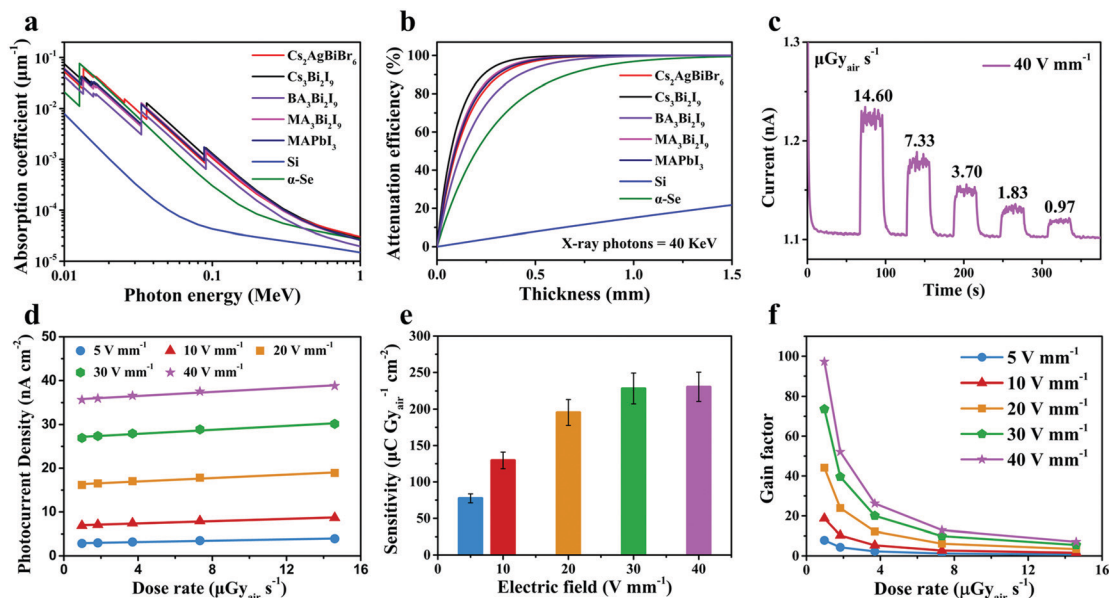 a
Absorption coefficient (μm⁻¹)
10⁻¹
10⁻²
10⁻³
10⁻⁴
10⁻⁵
0.01
0.1
1
Photon energy (MeV)
Cs₂AgBiBr₆
Cs₃Bi₂I₉
BA₃Bi₂I₉
MA₃Bi₂I₉
MAPbI₃
Si
α-Se
b
Attenuation efficiency (%)
100
80
60
40
20
0
0.0
0.5
1.0
1.5
Thickness (mm)
Cs₂AgBiBr₆
Cs₃Bi₂I₉
BA₃Bi₂I₉
MA₃Bi₂I₉
MAPbI₃
Si
α-Se
X-ray photons = 40 KeV
c
Current (nA)
1.3
1.2
1.1
0
100
200
300
Time (s)
μGyₐᵢᵣ s⁻¹
40 V mm⁻¹
14.60
7.33
3.70
1.83
0.97
d
Photocurrent Density (nA cm⁻²)
50
40
30
20
10
0
0
4
8
12
16
Dose rate (μGyₐᵢᵣ s⁻¹)
5 V mm⁻¹
10 V mm⁻¹
20 V mm⁻¹
30 V mm⁻¹
40 V mm⁻¹
e
Sensitivity (μC Gyₐᵢᵣ⁻¹ cm⁻²)
300
250
200
150
100
50
0
0
10
20
30
40
Electric field (V mm⁻¹)
f
Gain factor
100
80
60
40
20
0
0
4
8
12
16
Dose rate (μGyₐᵢᵣ s⁻¹)
5 V mm⁻¹
10 V mm⁻¹
20 V mm⁻¹
30 V mm⁻¹
40 V mm⁻¹